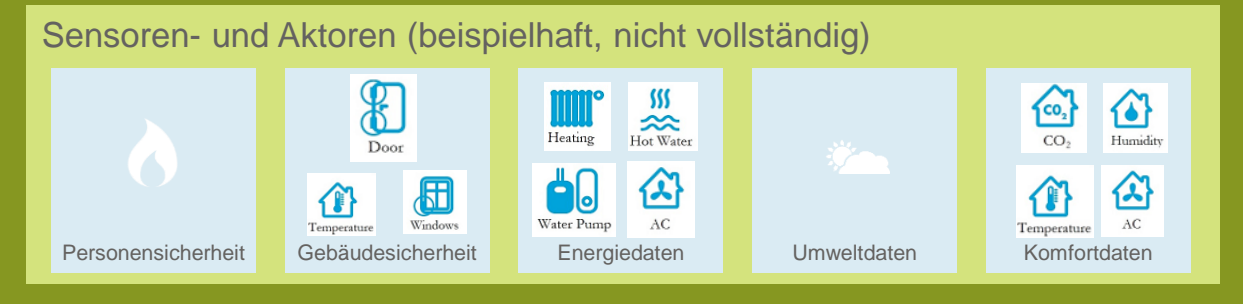 Sensoren- und Aktoren (beispielhaft, nicht vollständig)
Personensicherheit
Door
Temperature
Windows
Gebäudesicherheit
Heating
Hot Water
Water Pump
AC
Energiedaten
Umweltdaten
CO₂
CO₂
Humidity
Temperature
AC
Komfortdaten